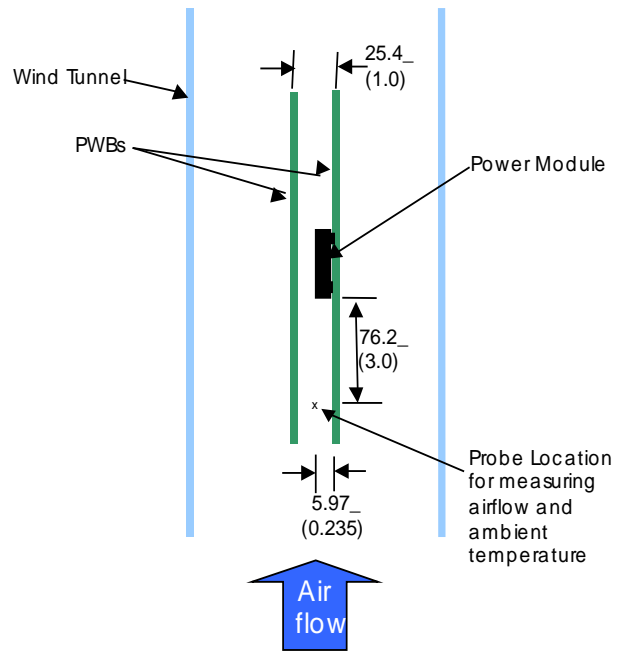 25.4_
(1.0)
Wind Tunnel
PWBs
Power Module
76.2_
(3.0)
x
Probe Location
for measuring
airflow and
ambient
temperature
5.97_
(0.235)
Air
flow